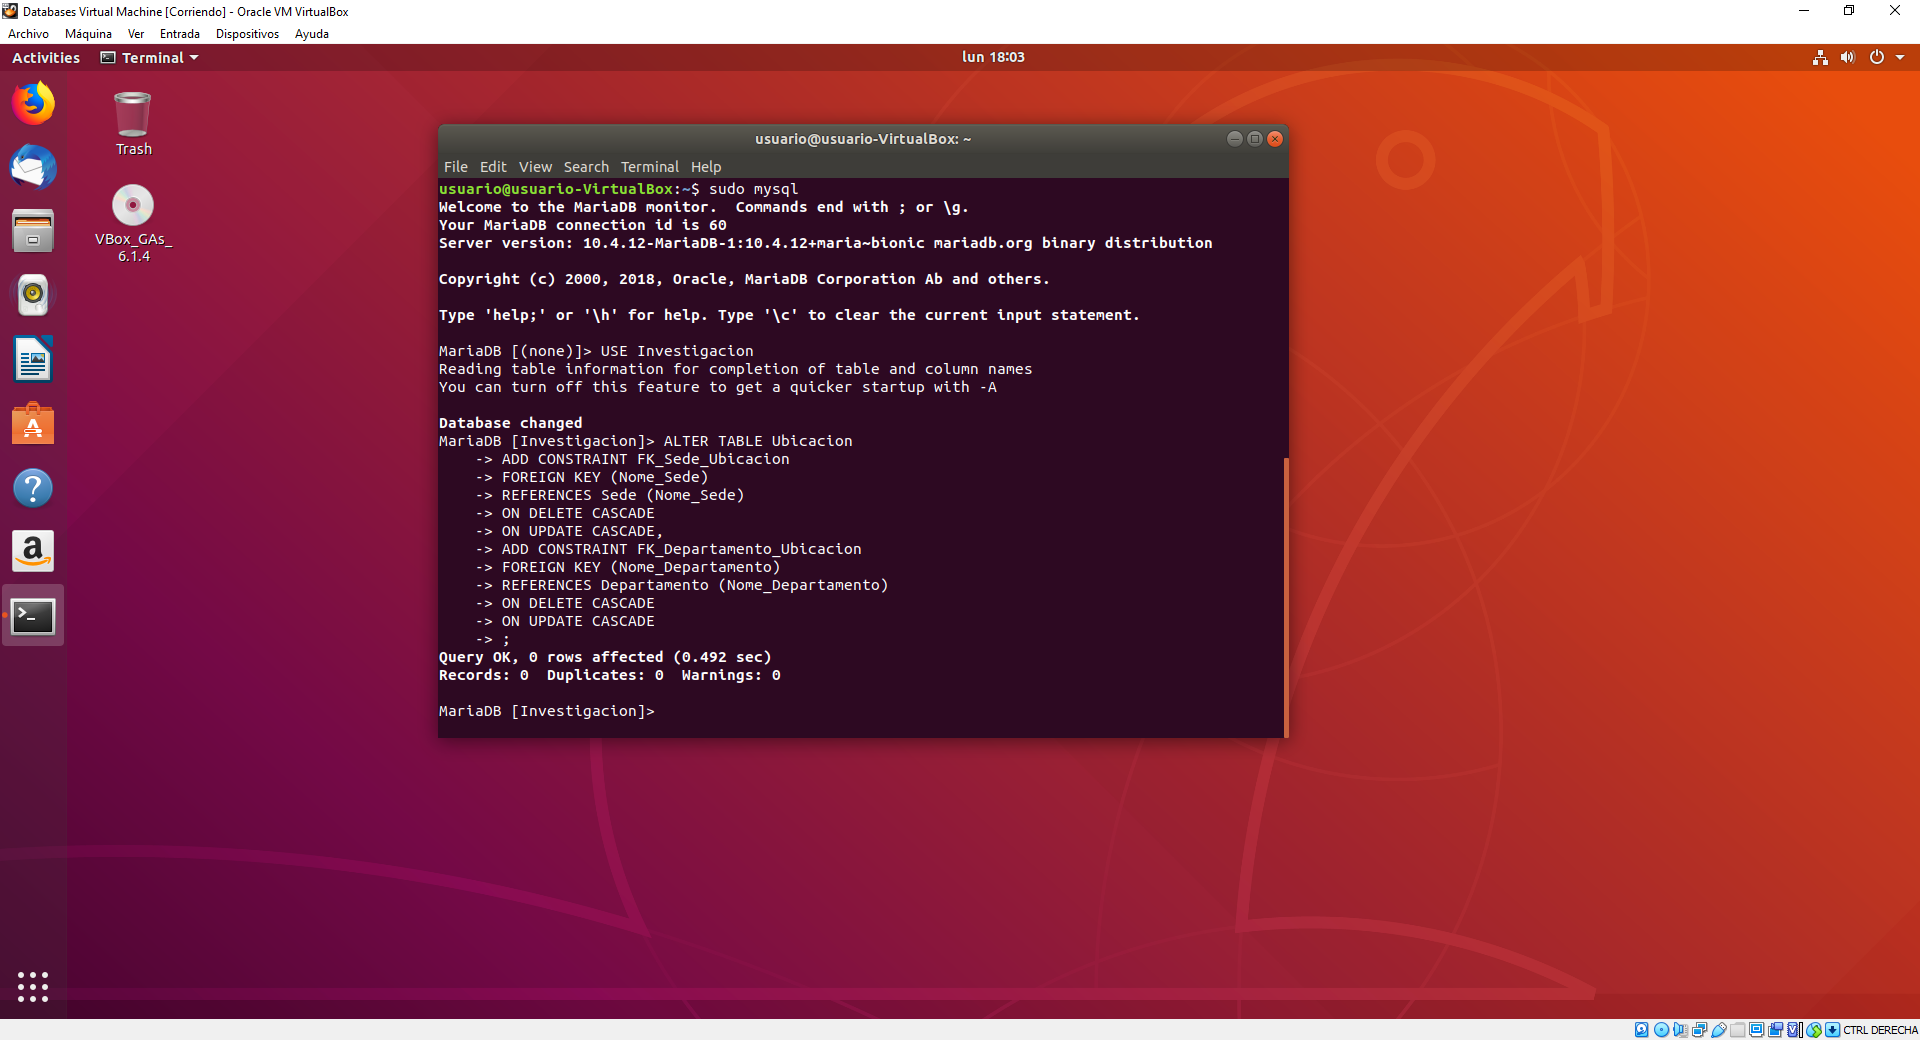 Databases Virtual Machine [Corriendo] - Oracle VM VirtualBox
Archivo Máquina Ver Entrada Dispositivos Ayuda
Activities Terminal lun 18:03
Trash
VBox_GAs_
6.1.4
usuario@usuario-VirtualBox: ~
File Edit View Search Terminal Help
usuario@usuario-VirtualBox:~$ sudo mysql
Welcome to the MariaDB monitor.  Commands end with ; or \g.
Your MariaDB connection id is 60
Server version: 10.4.12-MariaDB-1:10.4.12+maria~bionic mariadb.org binary distribution
Copyright (c) 2000, 2018, Oracle, MariaDB Corporation Ab and others.
Type 'help;' or '\h' for help. Type '\c' to clear the current input statement.
MariaDB [(none)]> USE Investigacion
Reading table information for completion of table and column names
You can turn off this feature to get a quicker startup with -A
Database changed
MariaDB [Investigacion]> ALTER TABLE Ubicacion
    -> ADD CONSTRAINT FK_Sede_Ubicacion
    -> FOREIGN KEY (Nome_Sede)
    -> REFERENCES Sede (Nome_Sede)
    -> ON DELETE CASCADE
    -> ON UPDATE CASCADE,
    -> ADD CONSTRAINT FK_Departamento_Ubicacion
    -> FOREIGN KEY (Nome_Departamento)
    -> REFERENCES Departamento (Nome_Departamento)
    -> ON DELETE CASCADE
    -> ON UPDATE CASCADE
    -> ;
Query OK, 0 rows affected (0.492 sec)
Records: 0  Duplicates: 0  Warnings: 0
MariaDB [Investigacion]>
CTRL DERECHA